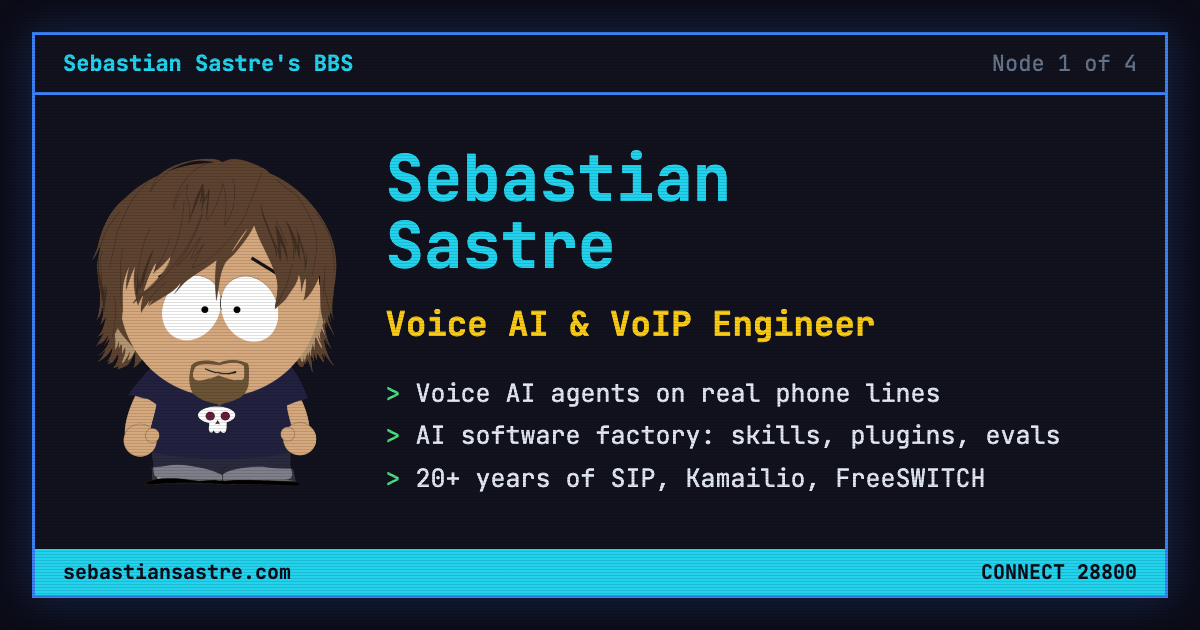 Sebastian Sastre's BBS
Node 1 of 4
Sebastian
Sastre
Voice AI & VoIP Engineer
> Voice AI agents on real phone lines
> AI software factory: skills, plugins, evals
> 20+ years of SIP, Kamailio, FreeSWITCH
sebastiansastre.com
CONNECT 28800